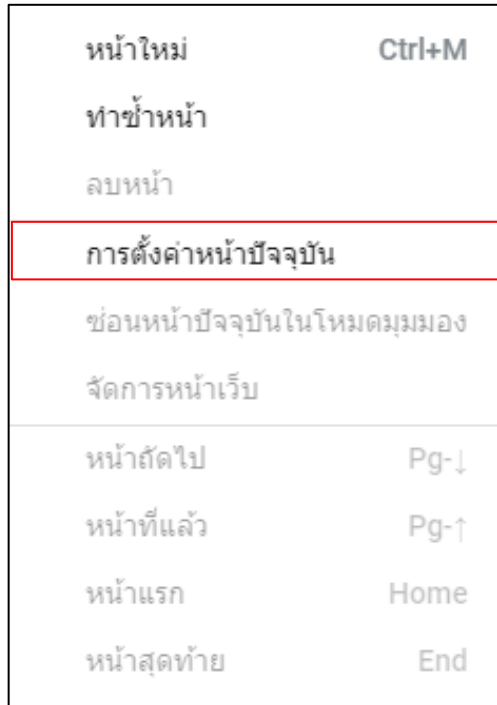 หน้าใหม่ Ctrl+M
ทำซ้ำหน้า
ลบหน้า
การตั้งค่าหน้าปัจจุบัน
ซ่อนหน้าปัจจุบันในโหมดมุมมอง
จัดการหน้าเว็บ
หน้าถัดไป Pg-↓
หน้าที่แล้ว Pg-↑
หน้าแรก Home
หน้าสุดท้าย End